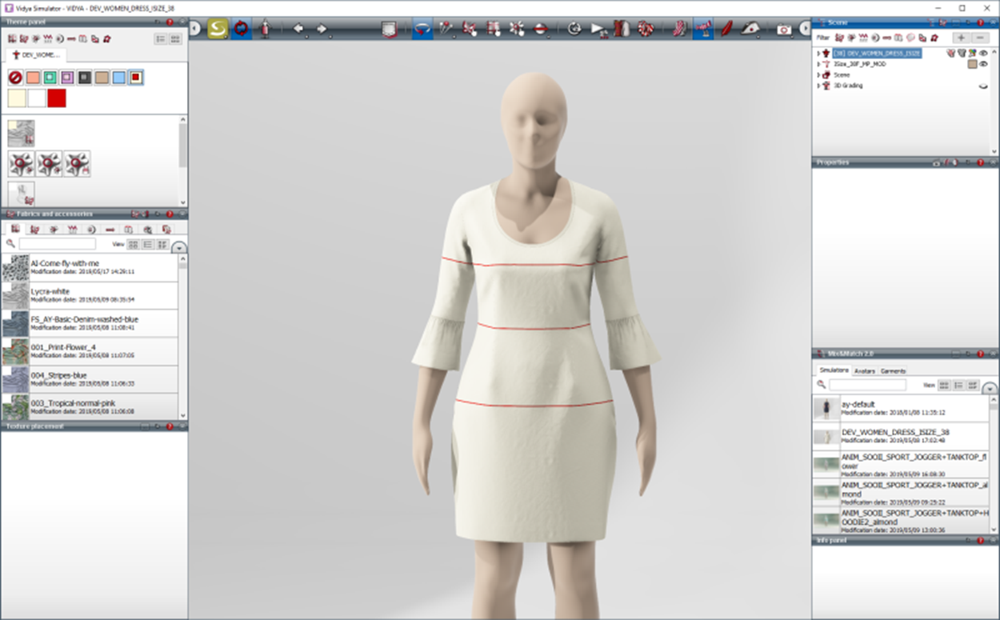 Vidya Simulator - VIDYA - DEV_WOMEN_DRESS_ISIZE_38
Theme panel
DEV_WOME...
Fabrics and accessories
View
Al-Come-fly-with-me
Modification date: 2019/05/17 14:29:11
Lycra-white
Modification date: 2019/05/09 08:35:54
FS_AY-Basic-Denim-washed-blue
Modification date: 2019/05/08 11:08:41
001_Print-Flower_4
Modification date: 2019/05/08 11:07:05
004_Stripes-blue
Modification date: 2019/05/08 11:06:33
003_Tropical-normal-pink
Modification date: 2019/05/08 11:06:08
Texture placement
Scene
Filter
[38] DEV_WOMEN_DRESS_ISIZE
ISize_38F_MP_MOD
Scene
3D Grading
Properties
Mix&Match 2.0
Simulations Avatars Garments
View
ay-default
Modification date: 2018/01/08 11:35:12
DEV_WOMEN_DRESS_ISIZE_38
Modification date: 2019/05/08 17:02:48
ANIM_SOOII_SPORT_JOGGER+TANKTOP_fl
ower
Modification date: 2019/05/09 16:08:30
ANIM_SOOII_SPORT_JOGGER+TANKTOP_al
mond
Modification date: 2019/05/09 09:25:22
ANIM_SOOII_SPORT_JOGGER+TANKTOP+H
OODIE2_almond
Modification date: 2019/05/09 13:00:36
Info panel